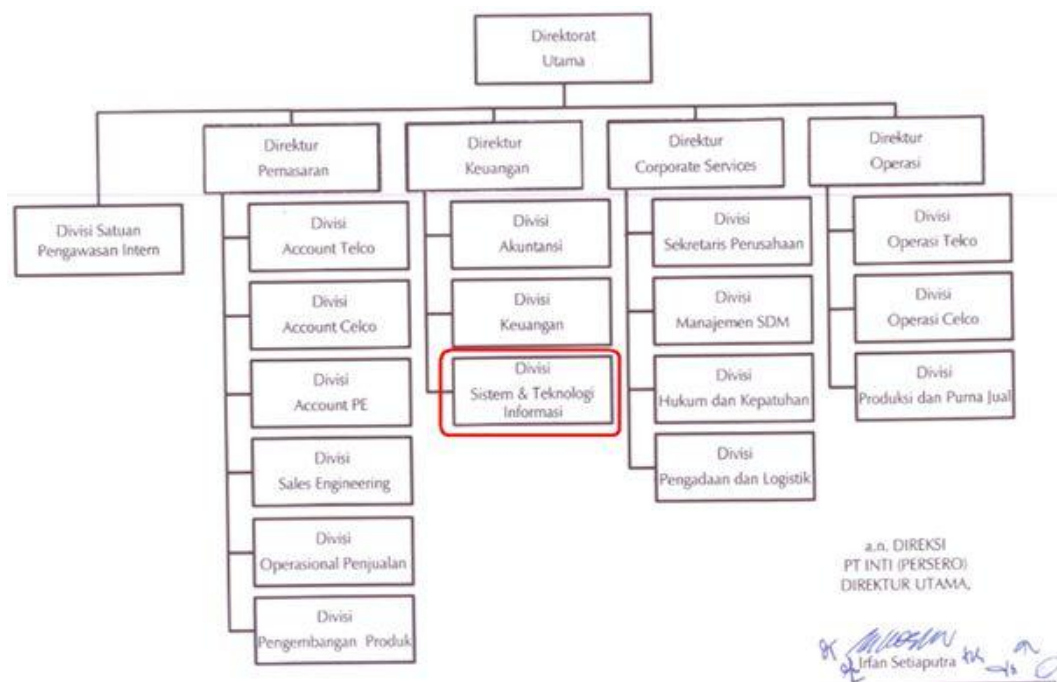 Direktorat
Utama
Direktur
Pemasaran
Direktur
Keuangan
Direktur
Corporate Services
Direktur
Operasi
Divisi Satuan
Pengawasan Intern
Divisi
Account Telco
Divisi
Account Celco
Divisi
Account PE
Divisi
Sales Engineering
Divisi
Operasional Penjualan
Divisi
Pengembangan Produk
Divisi
Akuntansi
Divisi
Keuangan
Divisi
Sistem & Teknologi
Informasi
Divisi
Sekretaris Perusahaan
Divisi
Manajemen SDM
Divisi
Hukum dan Kepatuhan
Divisi
Pengadaan dan Logistik
Divisi
Operasi Telco
Divisi
Operasi Celco
Divisi
Produksi dan Purna Jual
a.n. DIREKSI
PT INTI (PERSERO)
DIREKTUR UTAMA,
Irfan Setiaputra